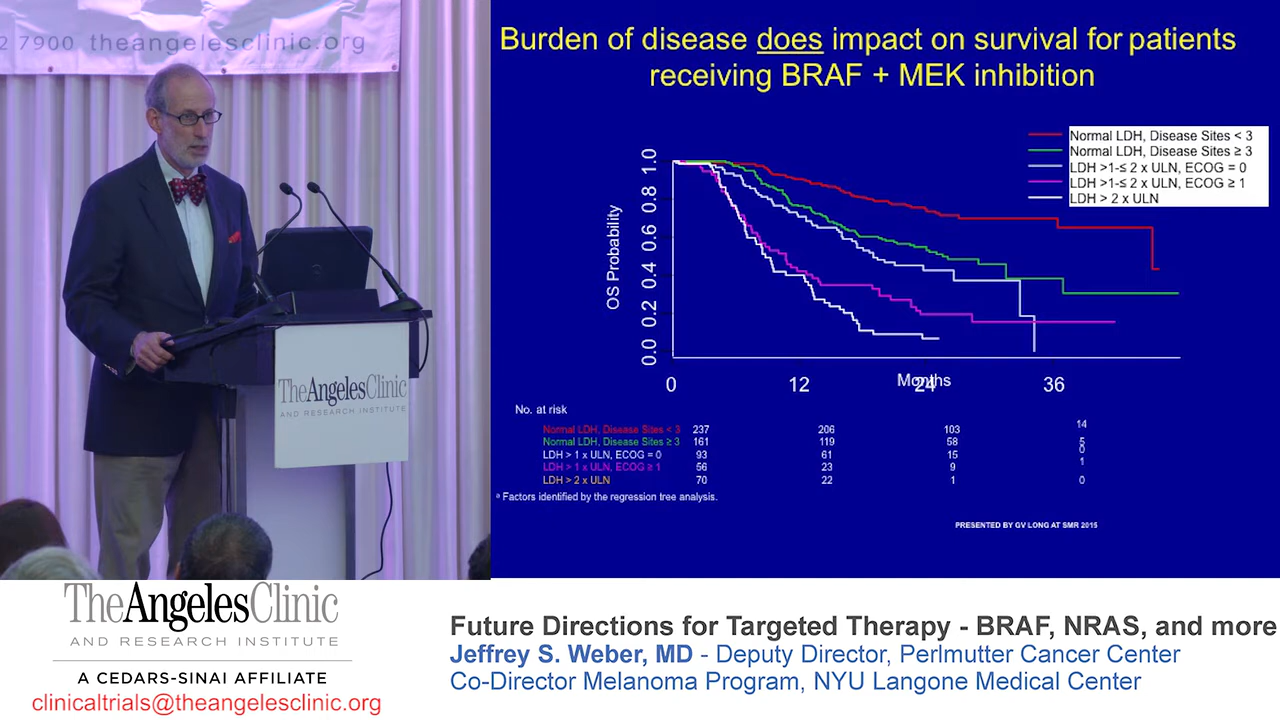 2 7900 theangelesclinic.org
TheAngelesClinic
AND RESEARCH INSTITUTE
Burden of disease does impact on survival for patients
receiving BRAF + MEK inhibition
Normal LDH, Disease Sites < 3
Normal LDH, Disease Sites ≥ 3
LDH >1-≤ 2 x ULN, ECOG = 0
LDH >1-≤ 2 x ULN, ECOG ≥ 1
LDH > 2 x ULN
OS Probability
1.0
0.8
0.6
0.4
0.2
0.0
0 12 24 36
Months
No. at risk
Normal LDH, Disease Sites < 3 237 206 103 14
Normal LDH, Disease Sites ≥ 3 161 119 58 5
LDH > 1 x ULN, ECOG = 0 93 61 15 0
LDH > 1 x ULN, ECOG ≥ 1 56 23 9 1
LDH > 2 x ULN 70 22 1 0
ª Factors identified by the regression tree analysis.
PRESENTED BY GV LONG AT SMR 2015
TheAngelesClinic
AND RESEARCH INSTITUTE
A CEDARS-SINAI AFFILIATE
clinicaltrials@theangelesclinic.org
Future Directions for Targeted Therapy - BRAF, NRAS, and more
Jeffrey S. Weber, MD - Deputy Director, Perlmutter Cancer Center
Co-Director Melanoma Program, NYU Langone Medical Center